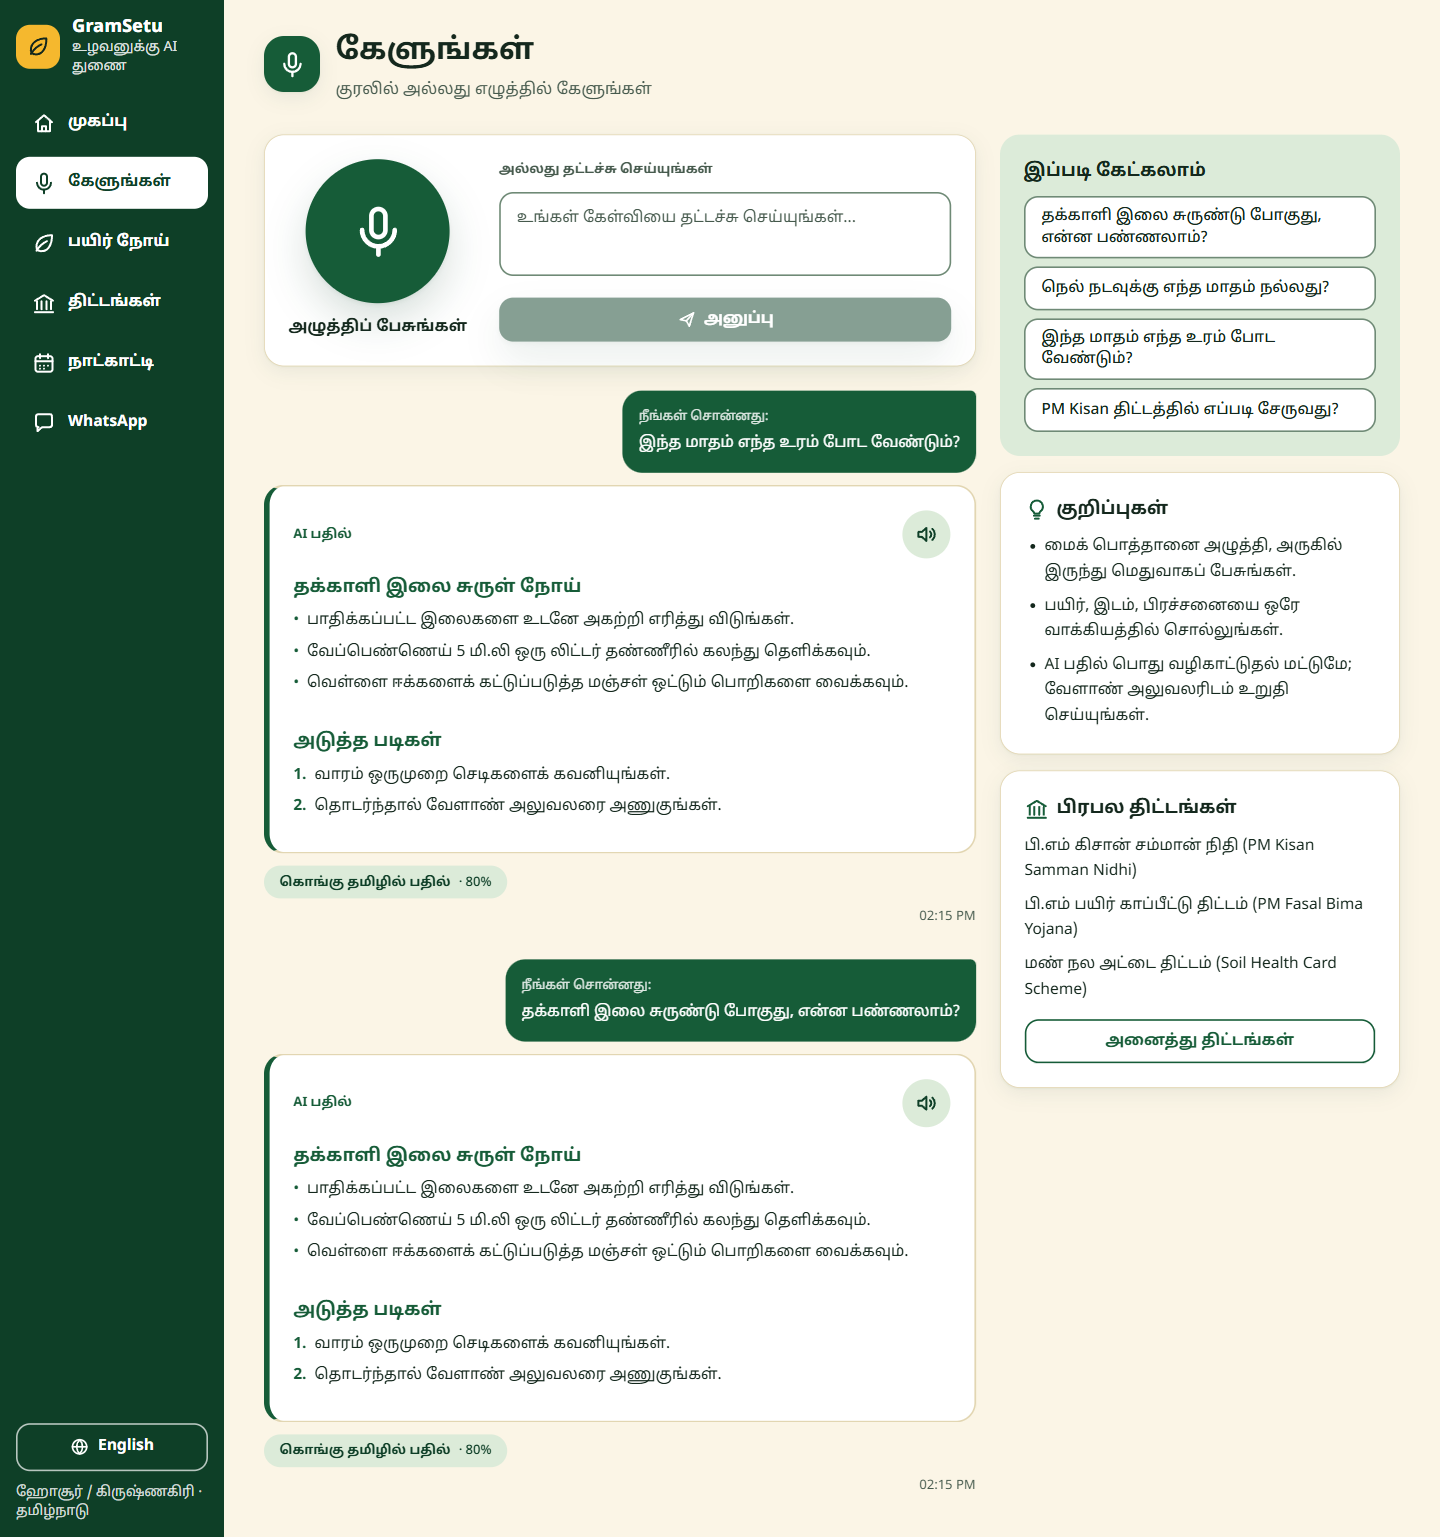 GramSetu
உழவனுக்கு AI
துணை
முகப்பு
கேளுங்கள்
பயிர் நோய்
திட்டங்கள்
நாட்காட்டி
WhatsApp
English
ஹோசூர் / கிருஷ்ணகிரி ·
தமிழ்நாடு
கேளுங்கள்
குரலில் அல்லது எழுத்தில் கேளுங்கள்
அழுத்திப் பேசுங்கள்
அல்லது தட்டச்சு செய்யுங்கள்
உங்கள் கேள்வியை தட்டச்சு செய்யுங்கள்...
அனுப்பு
நீங்கள் சொன்னது:
இந்த மாதம் எந்த உரம் போட வேண்டும்?
AI பதில்
தக்காளி இலை சுருள் நோய்
• பாதிக்கப்பட்ட இலைகளை உடனே அகற்றி எரித்து விடுங்கள்.
• வேப்பெண்ணெய் 5 மி.லி ஒரு லிட்டர் தண்ணீரில் கலந்து தெளிக்கவும்.
• வெள்ளை ஈக்களைக் கட்டுப்படுத்த மஞ்சள் ஒட்டும் பொறிகளை வைக்கவும்.
அடுத்த படிகள்
1. வாரம் ஒருமுறை செடிகளைக் கவனியுங்கள்.
2. தொடர்ந்தால் வேளாண் அலுவலரை அணுகுங்கள்.
கொங்கு தமிழில் பதில் · 80%
02:15 PM
நீங்கள் சொன்னது:
தக்காளி இலை சுருண்டு போகுது, என்ன பண்ணலாம்?
AI பதில்
தக்காளி இலை சுருள் நோய்
• பாதிக்கப்பட்ட இலைகளை உடனே அகற்றி எரித்து விடுங்கள்.
• வேப்பெண்ணெய் 5 மி.லி ஒரு லிட்டர் தண்ணீரில் கலந்து தெளிக்கவும்.
• வெள்ளை ஈக்களைக் கட்டுப்படுத்த மஞ்சள் ஒட்டும் பொறிகளை வைக்கவும்.
அடுத்த படிகள்
1. வாரம் ஒருமுறை செடிகளைக் கவனியுங்கள்.
2. தொடர்ந்தால் வேளாண் அலுவலரை அணுகுங்கள்.
கொங்கு தமிழில் பதில் · 80%
02:15 PM
இப்படி கேட்கலாம்
தக்காளி இலை சுருண்டு போகுது,
என்ன பண்ணலாம்?
நெல் நடவுக்கு எந்த மாதம் நல்லது?
இந்த மாதம் எந்த உரம் போட
வேண்டும்?
PM Kisan திட்டத்தில் எப்படி சேருவது?
குறிப்புகள்
• மைக் பொத்தானை அழுத்தி, அருகில்
இருந்து மெதுவாகப் பேசுங்கள்.
• பயிர், இடம், பிரச்சனையை ஒரே
வாக்கியத்தில் சொல்லுங்கள்.
• AI பதில் பொது வழிகாட்டுதல் மட்டுமே;
வேளாண் அலுவலரிடம் உறுதி
செய்யுங்கள்.
பிரபல திட்டங்கள்
பி.எம் கிசான் சம்மான் நிதி (PM Kisan
Samman Nidhi)
பி.எம் பயிர் காப்பீட்டு திட்டம் (PM Fasal Bima
Yojana)
மண் நல அட்டை திட்டம் (Soil Health Card
Scheme)
அனைத்து திட்டங்கள்